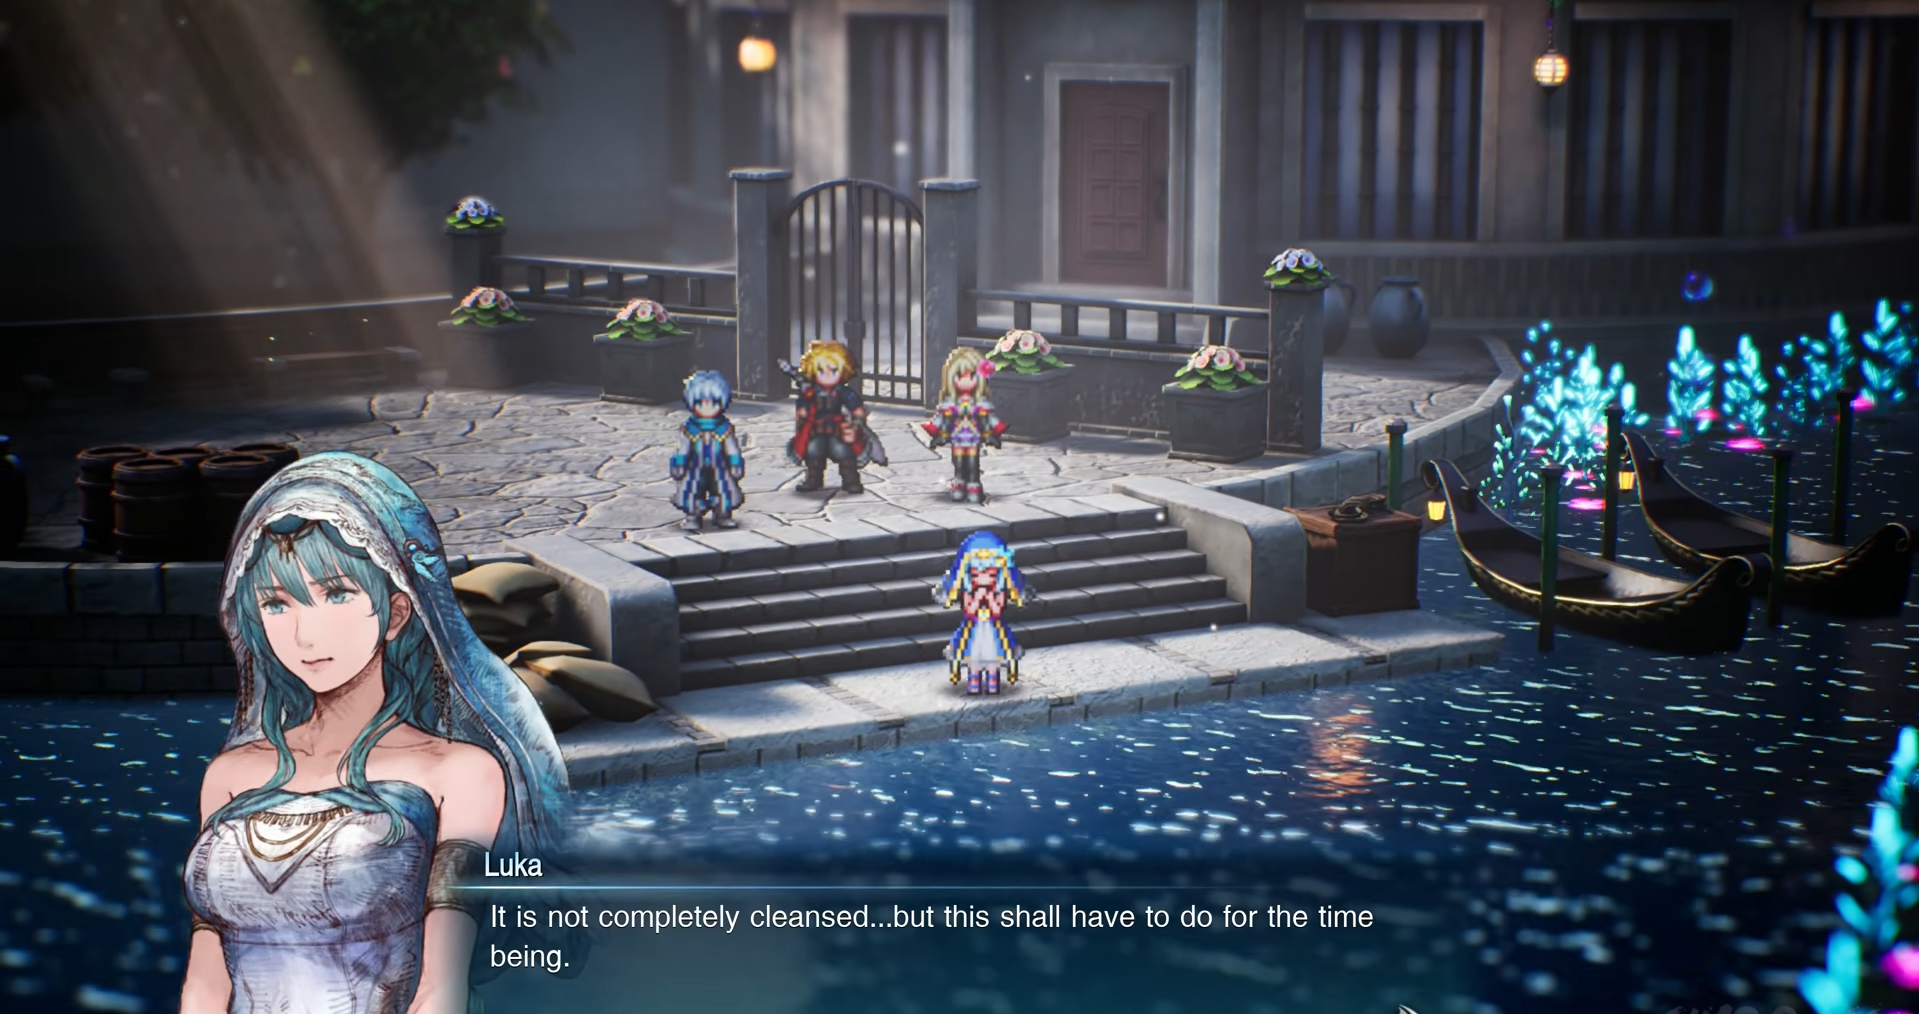 Luka
It is not completely cleansed...but this shall have to do for the time
being.